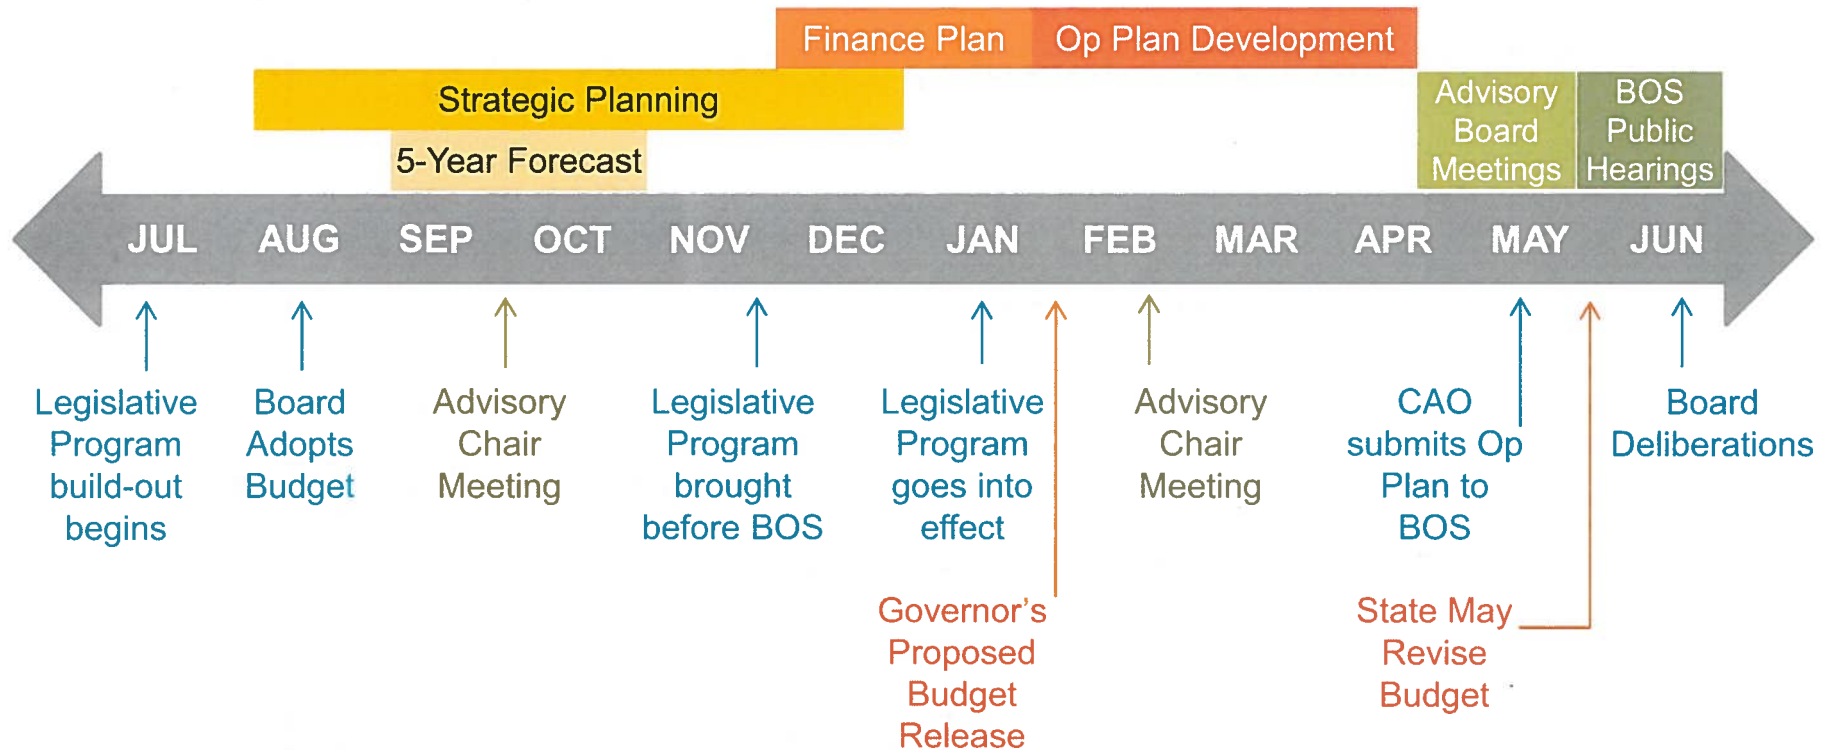 Finance Plan
Op Plan Development
Strategic Planning
Advisory
Board
Meetings
BOS
Public
Hearings
5-Year Forecast
JUL AUG SEP OCT NOV DEC JAN FEB MAR APR MAY JUN
Legislative
Program
build-out
begins
Board
Adopts
Budget
Advisory
Chair
Meeting
Legislative
Program
brought
before BOS
Legislative
Program
goes into
effect
Advisory
Chair
Meeting
CAO
submits Op
Plan to
BOS
Board
Deliberations
Governor's
Proposed
Budget
Release
State May
Revise
Budget